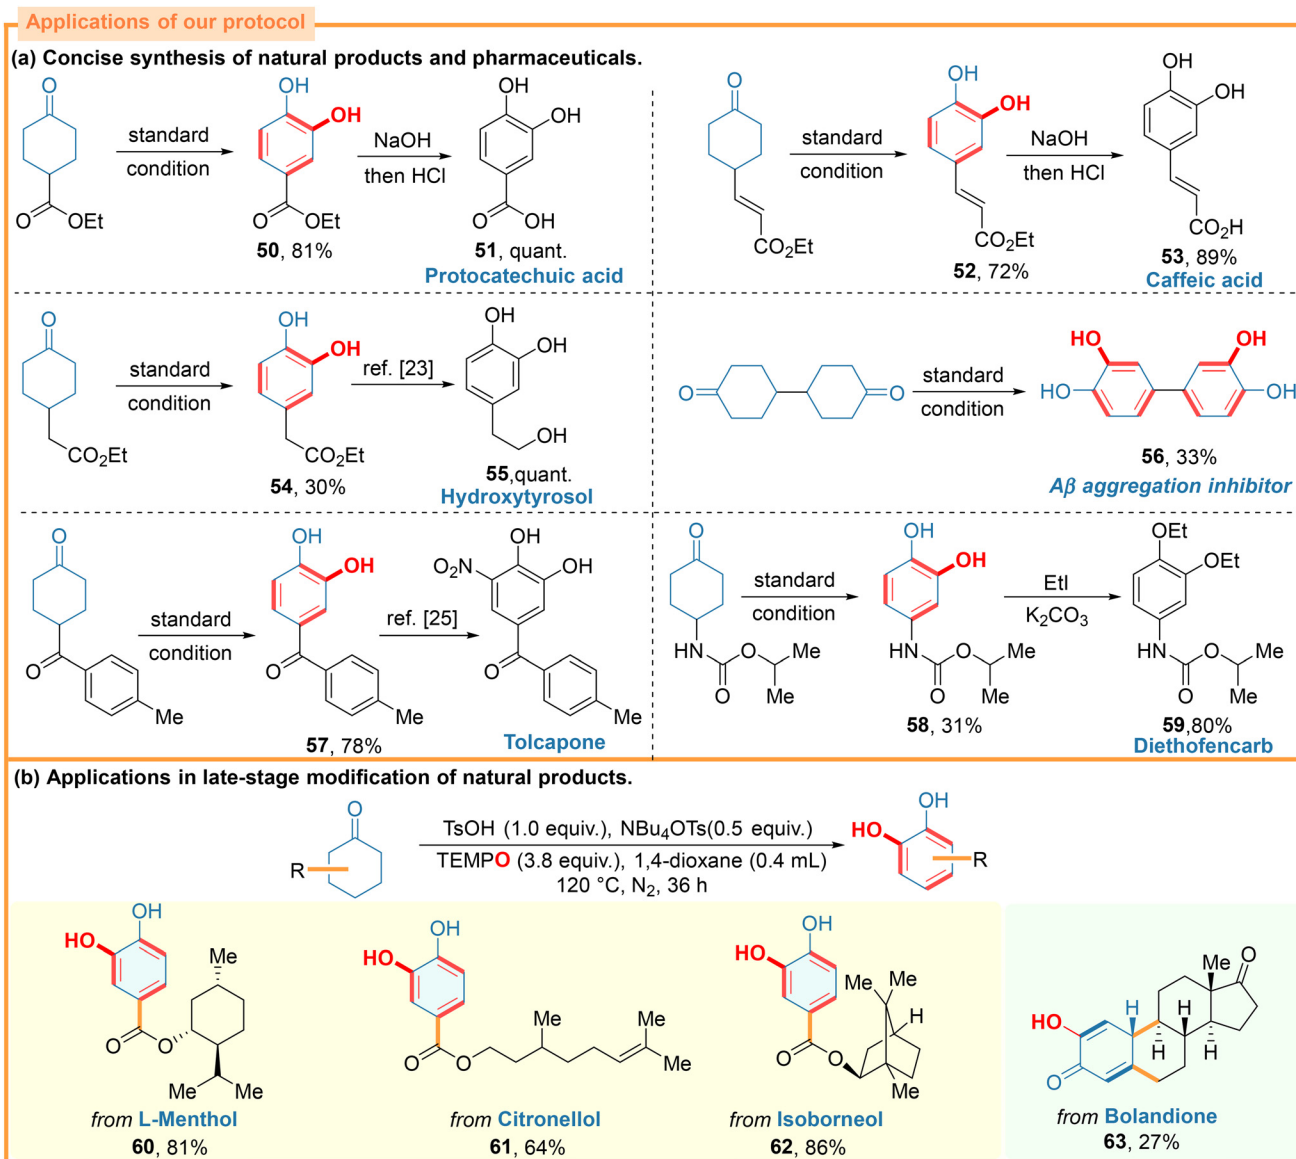 Applications of our protocol
(a) Concise synthesis of natural products and pharmaceuticals.
O
O
OEt
standard
condition
OH
OH
O
OEt
50, 81%
NaOH
then HCl
OH
OH
O
OH
51, quant.
Protocatechuic acid
O
CO2Et
standard
condition
OH
OH
CO2Et
52, 72%
NaOH
then HCl
OH
OH
CO2H
53, 89%
Caffeic acid
O
CO2Et
standard
condition
OH
OH
CO2Et
54, 30%
ref. [23]
OH
OH
OH
55,quant.
Hydroxytyrosol
O
O
standard
condition
HO
OH
HO
OH
56, 33%
Aβ aggregation inhibitor
O
O
Me
standard
condition
OH
OH
O
Me
57, 78%
ref. [25]
OH
O2N
OH
O
Me
Tolcapone
O
HN
O
Me
O
Me
standard
condition
OH
OH
HN
O
Me
O
Me
58, 31%
EtI
K2CO3
OEt
OEt
HN
O
Me
O
Me
59,80%
Diethofencarb
(b) Applications in late-stage modification of natural products.
O
R
TsOH (1.0 equiv.), NBu4OTs(0.5 equiv.)
TEMPO (3.8 equiv.), 1,4-dioxane (0.4 mL)
120 °C, N2, 36 h
OH
HO
R
OH
HO
Me
O
O
Me
Me
from L-Menthol
60, 81%
OH
HO
Me
Me
O
O
Me
from Citronellol
61, 64%
OH
HO
Me
Me
H
O
O
Me
from Isoborneol
62, 86%
Me
O
H
H
HO
H
H
O
from Bolandione
63, 27%